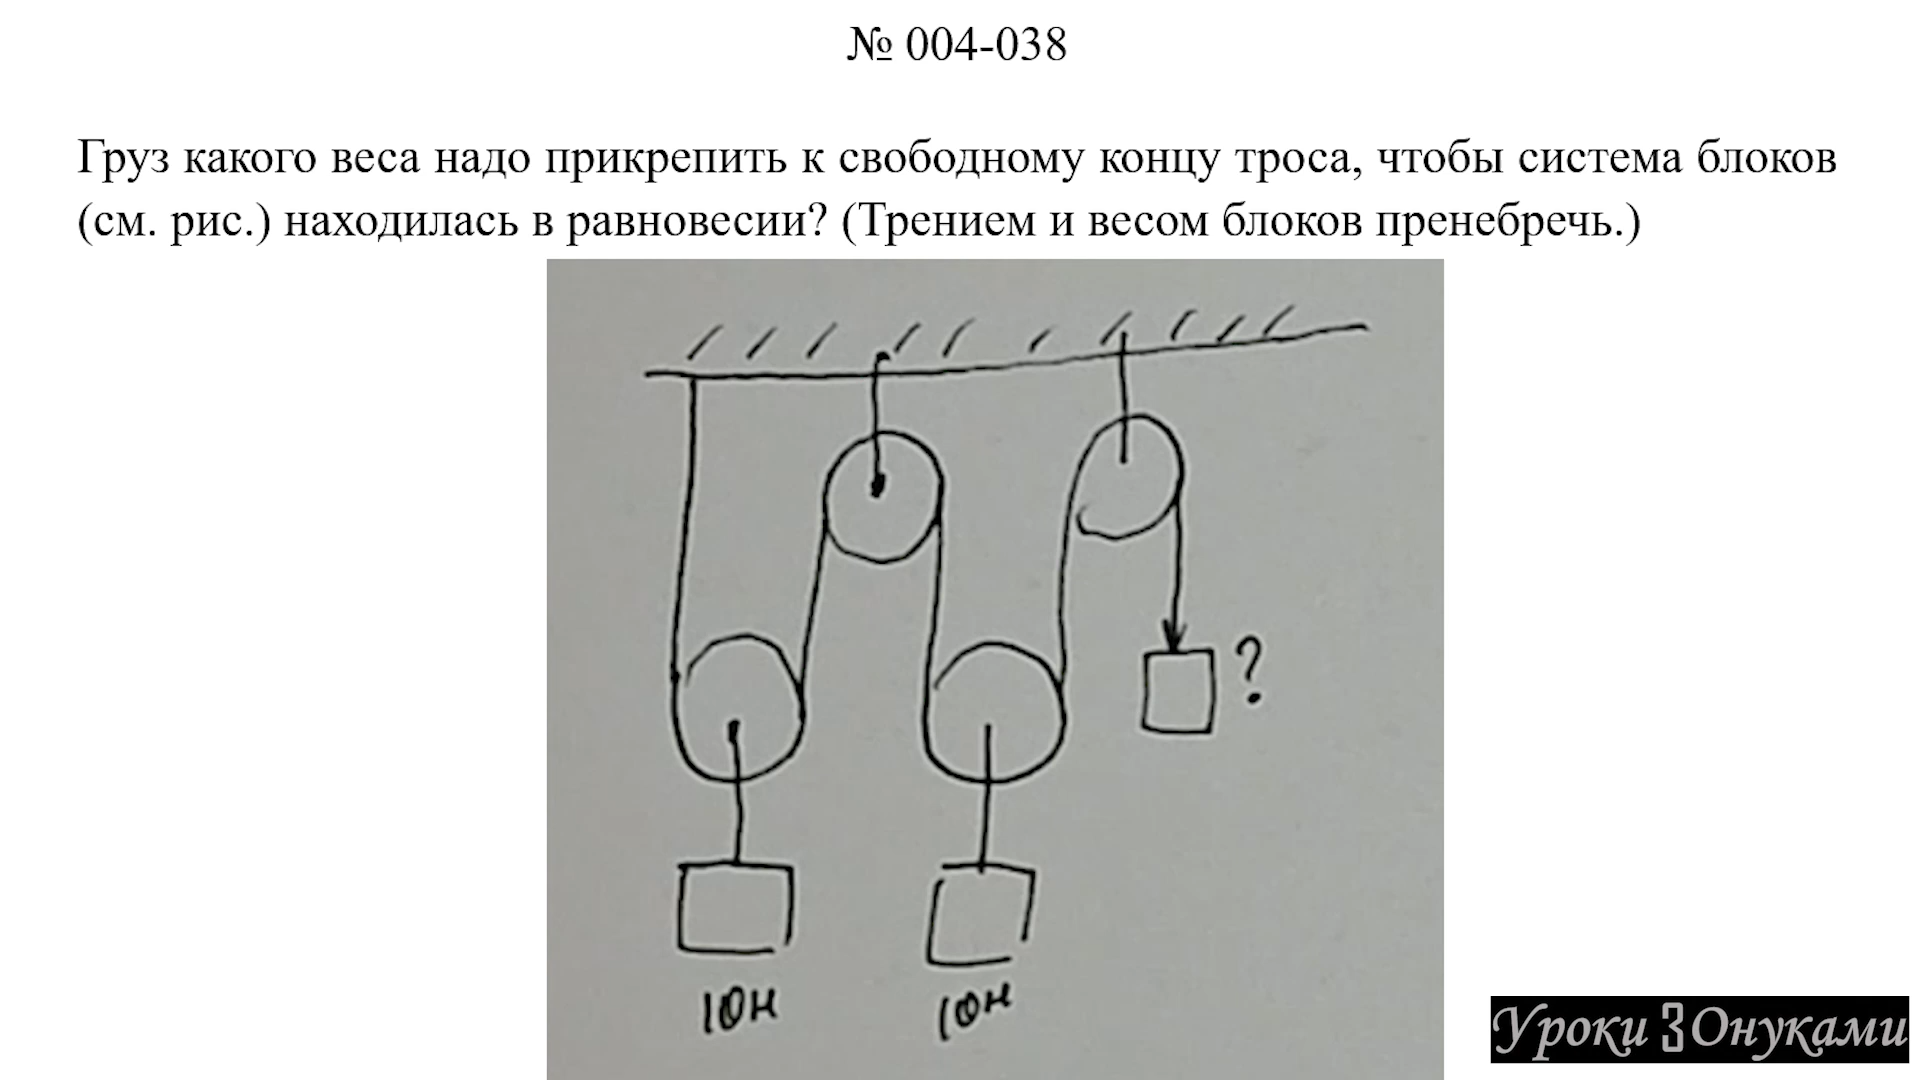 № 004-038
Груз какого веса надо прикрепить к свободному концу троса, чтобы система блоков
(см. рис.) находилась в равновесии? (Трением и весом блоков пренебречь.)
?
10н
10н
Уроки З Онуками